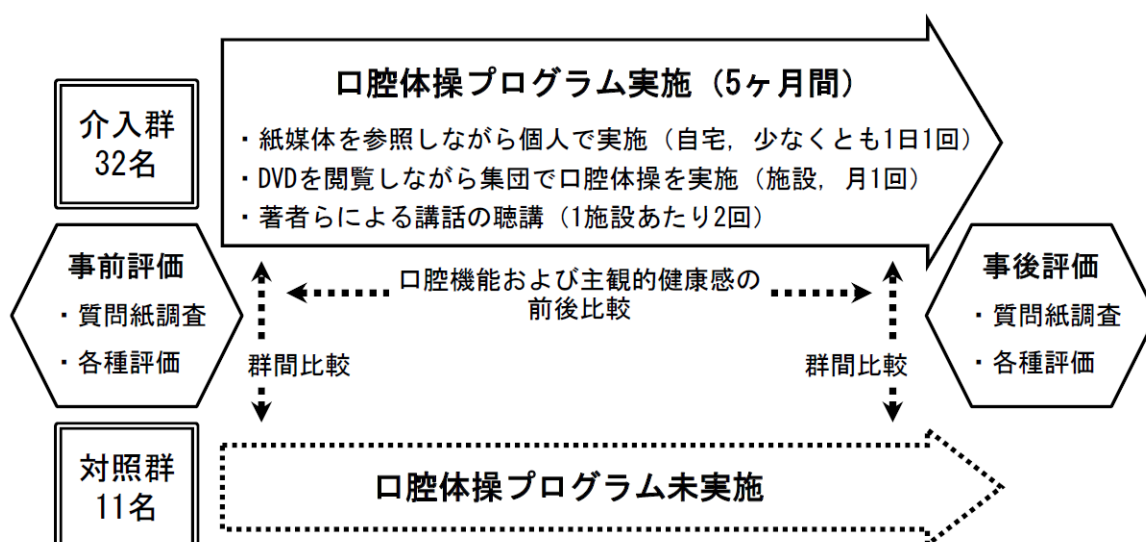 口腔体操プログラム実施（5ヶ月間）
介入群
32名
・紙媒体を参照しながら個人で実施（自宅，少なくとも1日1回）
・DVDを閲覧しながら集団で口腔体操を実施（施設，月1回）
・著者らによる講話の聴講（1施設あたり2回）
事前評価
・質問紙調査
・各種評価
口腔機能および主観的健康感の
前後比較
事後評価
・質問紙調査
・各種評価
群間比較
群間比較
対照群
11名
口腔体操プログラム未実施